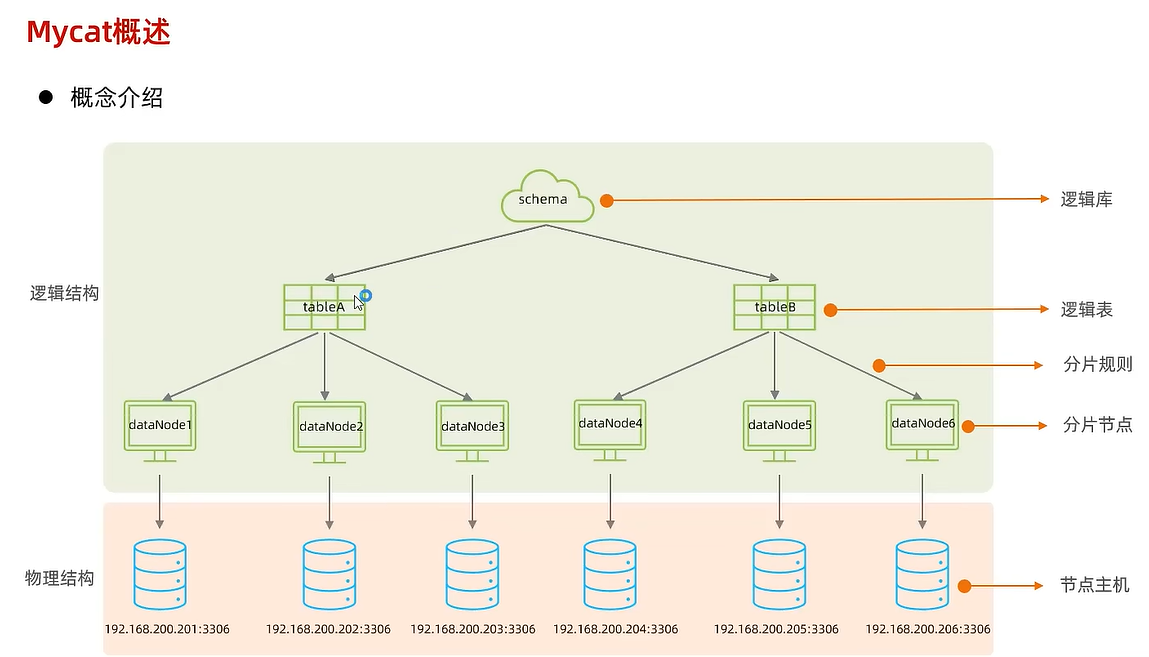 Mycat概述
● 概念介绍
schema
逻辑库
逻辑结构
tableA
tableB
逻辑表
分片规则
dataNode1
dataNode2
dataNode3
dataNode4
dataNode5
dataNode6
分片节点
物理结构
节点主机
192.168.200.201:3306
192.168.200.202:3306
192.168.200.203:3306
192.168.200.204:3306
192.168.200.205:3306
192.168.200.206:3306